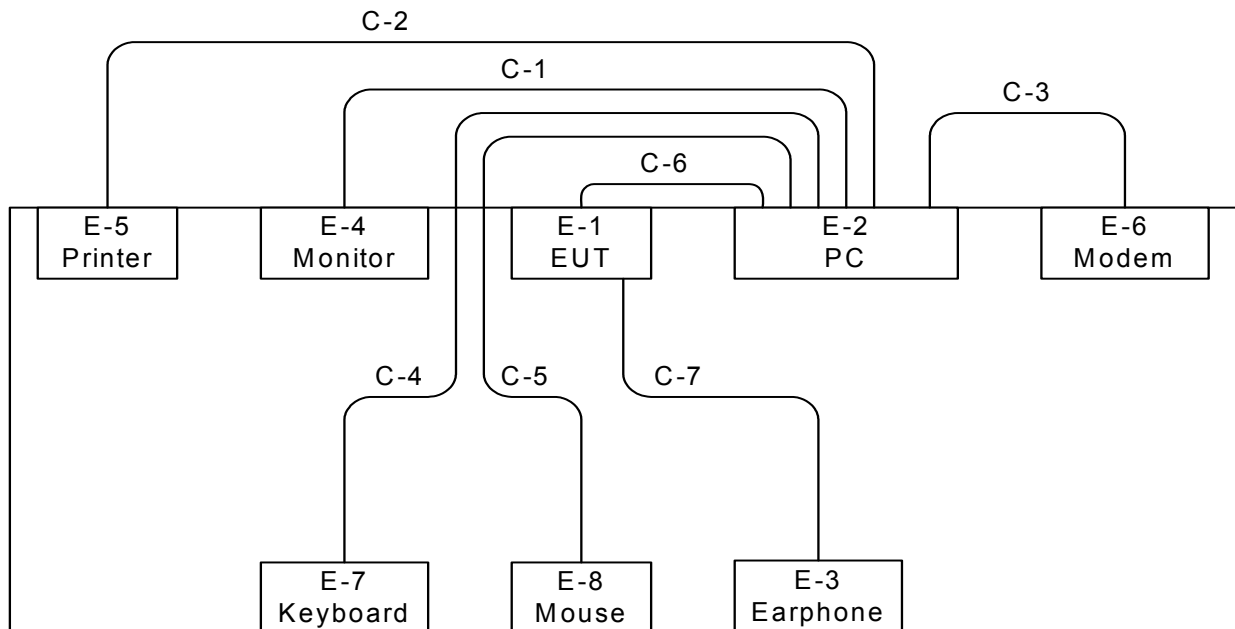 C-2
C-1
C-3
C-6
E-5
Printer
E-4
Monitor
E-1
EUT
E-2
PC
E-6
Modem
C-4
C-5
C-7
E-7
Keyboard
E-8
Mouse
E-3
Earphone